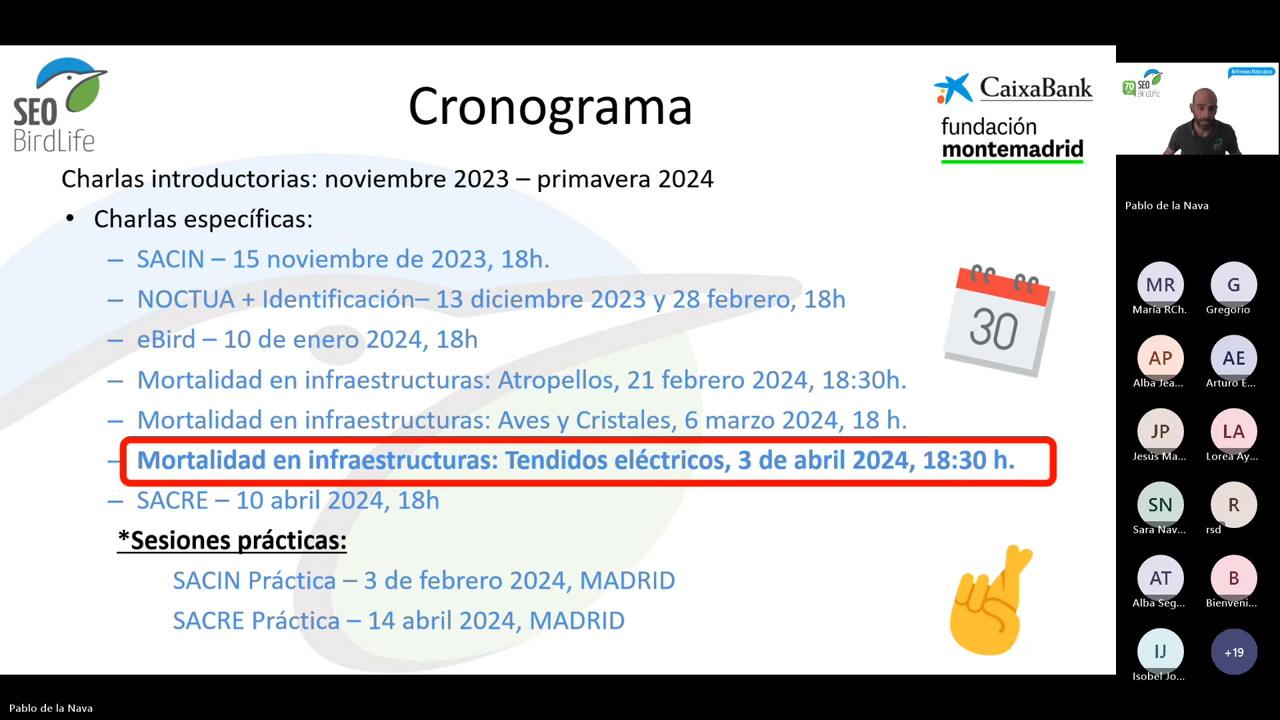 SEO
BirdLife
Cronograma
CaixaBank
fundación
montemadrid
Charlas introductorias: noviembre 2023 – primavera 2024
• Charlas específicas:
– SACIN – 15 noviembre de 2023, 18h.
– NOCTUA + Identificación– 13 diciembre 2023 y 28 febrero, 18h
– eBird – 10 de enero 2024, 18h
– Mortalidad en infraestructuras: Atropellos, 21 febrero 2024, 18:30h.
– Mortalidad en infraestructuras: Aves y Cristales, 6 marzo 2024, 18 h.
– Mortalidad en infraestructuras: Tendidos eléctricos, 3 de abril 2024, 18:30 h.
– SACRE – 10 abril 2024, 18h
*Sesiones prácticas:
SACIN Práctica – 3 de febrero 2024, MADRID
SACRE Práctica – 14 abril 2024, MADRID
30
70
SEO
BirdLife
Pablo de la Nava
MR
G
María RCh.
Gregorio
AP
AE
Alba Jea...
Arturo E...
JP
LA
Jesús Ma...
Lorea Ay...
SN
R
Sara Nav...
rsd
AT
B
Alba Seg...
Bienveni...
IJ
+19
Isobel Jo...
Pablo de la Nava